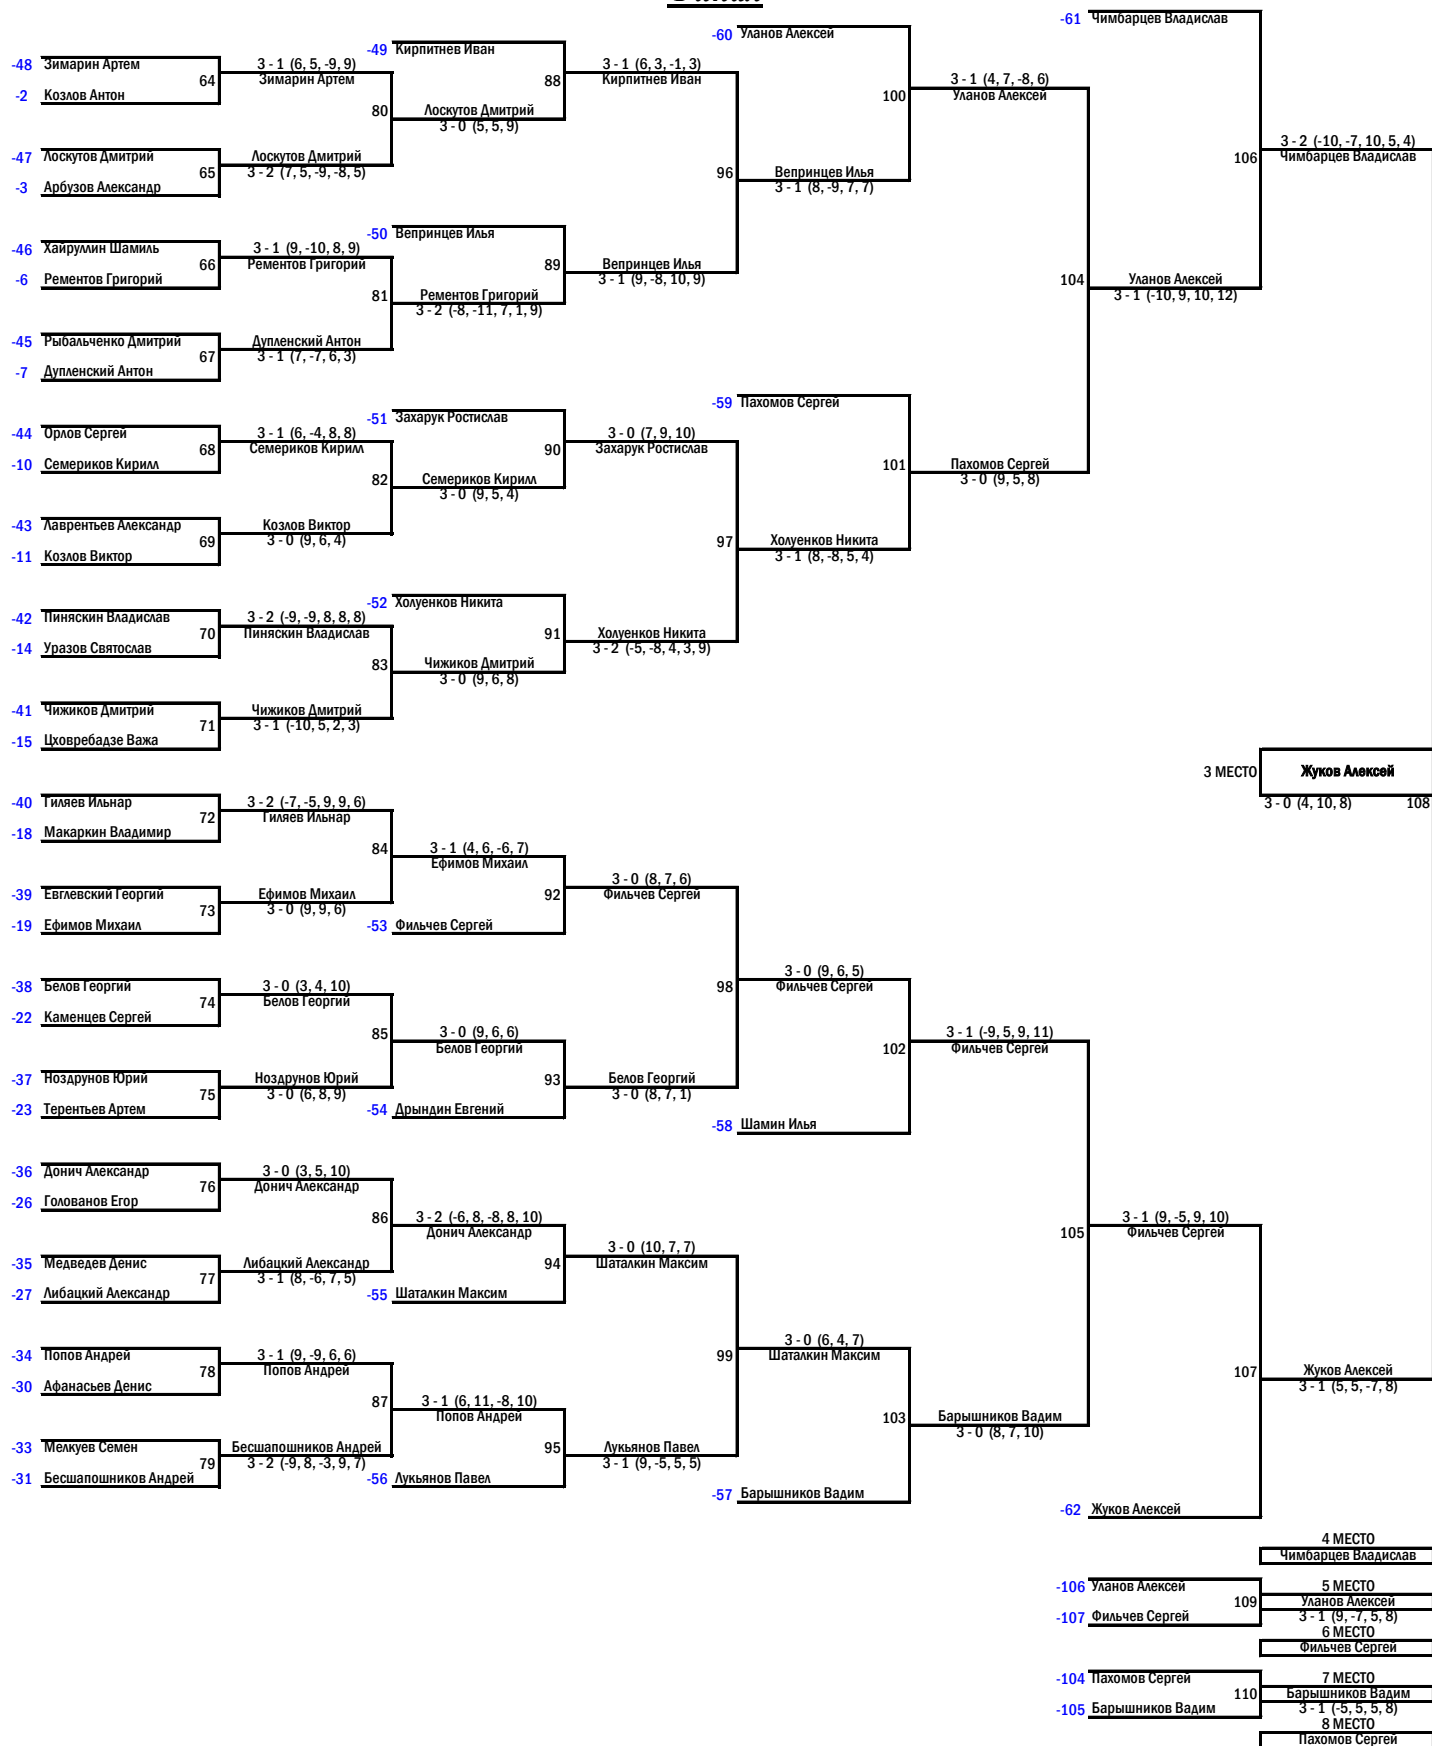 -61 Чимбарцев Владислав
-60 Уланов Алексей
-49 Кирпитнев Иван
-48 Зимарин Артем
3 - 1 (6, 5, -9, 9)
3 - 1 (6, 3, -1, 3)
64
Зимарин Артем
88
Кирпитнев Иван
3 - 1 (4, 7, -8, 6)
-2 Козлов Антон
100
Уланов Алексей
80
Лоскутов Дмитрий
3 - 0 (5, 5, 9)
3 - 2 (-10, -7, 10, 5, 4)
-47 Лоскутов Дмитрий
Лоскутов Дмитрий
106
Чимбарцев Владислав
65
3 - 2 (7, 5, -9, -8, 5)
96
Вепринцев Илья
-3 Арбузов Александр
3 - 1 (8, -9, 7, 7)
-50 Вепринцев Илья
-46 Хайруллин Шамиль
3 - 1 (9, -10, 8, 9)
66
Рементов Григорий
89
Вепринцев Илья
-6 Рементов Григорий
3 - 1 (9, -8, 10, 9)
104
Уланов Алексей
81
Рементов Григорий
3 - 1 (-10, 9, 10, 12)
3 - 2 (-8, -11, 7, 1, 9)
-45 Рыбальченко Дмитрий
Дупленский Антон
67
3 - 1 (7, -7, 6, 3)
-7 Дупленский Антон
-59 Пахомов Сергей
-51 Захарук Ростислав
-44 Орлов Сергей
3 - 1 (6, -4, 8, 8)
3 - 0 (7, 9, 10)
68
Семериков Кирилл
90
Захарук Ростислав
-10 Семериков Кирилл
101
Пахомов Сергей
82
Семериков Кирилл
3 - 0 (9, 5, 8)
3 - 0 (9, 5, 4)
-43 Лаврентьев Александр
Козлов Виктор
69
3 - 0 (9, 6, 4)
97
Холуенков Никита
-11 Козлов Виктор
3 - 1 (8, -8, 5, 4)
-52 Холуенков Никита
-42 Пиняскин Владислав
3 - 2 (-9, -9, 8, 8, 8)
70
Пиняскин Владислав
91
Холуенков Никита
-14 Уразов Святослав
3 - 2 (-5, -8, 4, 3, 9)
83
Чижиков Дмитрий
3 - 0 (9, 6, 8)
-41 Чижиков Дмитрий
Чижиков Дмитрий
71
3 - 1 (-10, 5, 2, 3)
-15 Цховребадзе Важа
3 МЕСТО
Жуков Алексей
-40 Гиляев Ильнар
3 - 2 (-7, -5, 9, 9, 6)
3 - 0 (4, 10, 8)
108
72
Гиляев Ильнар
-18 Макаркин Владимир
84
3 - 1 (4, 6, -6, 7)
Ефимов Михаил
-39 Евглевский Георгий
Ефимов Михаил
92
3 - 0 (8, 7, 6)
73
3 - 0 (9, 9, 6)
Фильчев Сергей
-19 Ефимов Михаил
-53 Фильчев Сергей
3 - 0 (9, 6, 5)
-38 Белов Георгий
3 - 0 (3, 4, 10)
98
Фильчев Сергей
74
Белов Георгий
-22 Каменцев Сергей
85
3 - 0 (9, 6, 6)
3 - 1 (-9, 5, 9, 11)
Белов Георгий
102
Фильчев Сергей
-37 Ноздрунов Юрий
Ноздрунов Юрий
93
Белов Георгий
75
3 - 0 (6, 8, 9)
3 - 0 (8, 7, 1)
-23 Терентьев Артем
-54 Дрындин Евгений
-58 Шамин Илья
-36 Донич Александр
3 - 0 (3, 5, 10)
76
Донич Александр
-26 Голованов Егор
86
3 - 2 (-6, 8, -8, 8, 10)
3 - 1 (9, -5, 9, 10)
Донич Александр
105
Фильчев Сергей
-35 Медведев Денис
Либацкий Александр
94
3 - 0 (10, 7, 7)
77
3 - 1 (8, -6, 7, 5)
Шаталкин Максим
-27 Либацкий Александр
-55 Шаталкин Максим
3 - 0 (6, 4, 7)
-34 Попов Андрей
3 - 1 (9, -9, 6, 6)
99
Шаталкин Максим
78
Попов Андрей
107
Жуков Алексей
-30 Афанасьев Денис
3 - 1 (5, 5, -7, 8)
87
3 - 1 (6, 11, -8, 10)
Попов Андрей
103
Барышников Вадим
3 - 0 (8, 7, 10)
-33 Мелкуев Семен
Бесшапошников Андрей
95
Лукьянов Павел
79
3 - 2 (-9, 8, -3, 9, 7)
3 - 1 (9, -5, 5, 5)
-31 Бесшапошников Андрей
-56 Лукьянов Павел
-57 Барышников Вадим
-62 Жуков Алексей
4 МЕСТО
Чимбарцев Владислав
-106 Уланов Алексей
5 МЕСТО
109
Уланов Алексей
-107 Фильчев Сергей
3 - 1 (9, -7, 5, 8)
6 МЕСТО
Фильчев Сергей
-104 Пахомов Сергей
7 МЕСТО
110
Барышников Вадим
-105 Барышников Вадим
3 - 1 (-5, 5, 5, 8)
8 МЕСТО
Пахомов Сергей